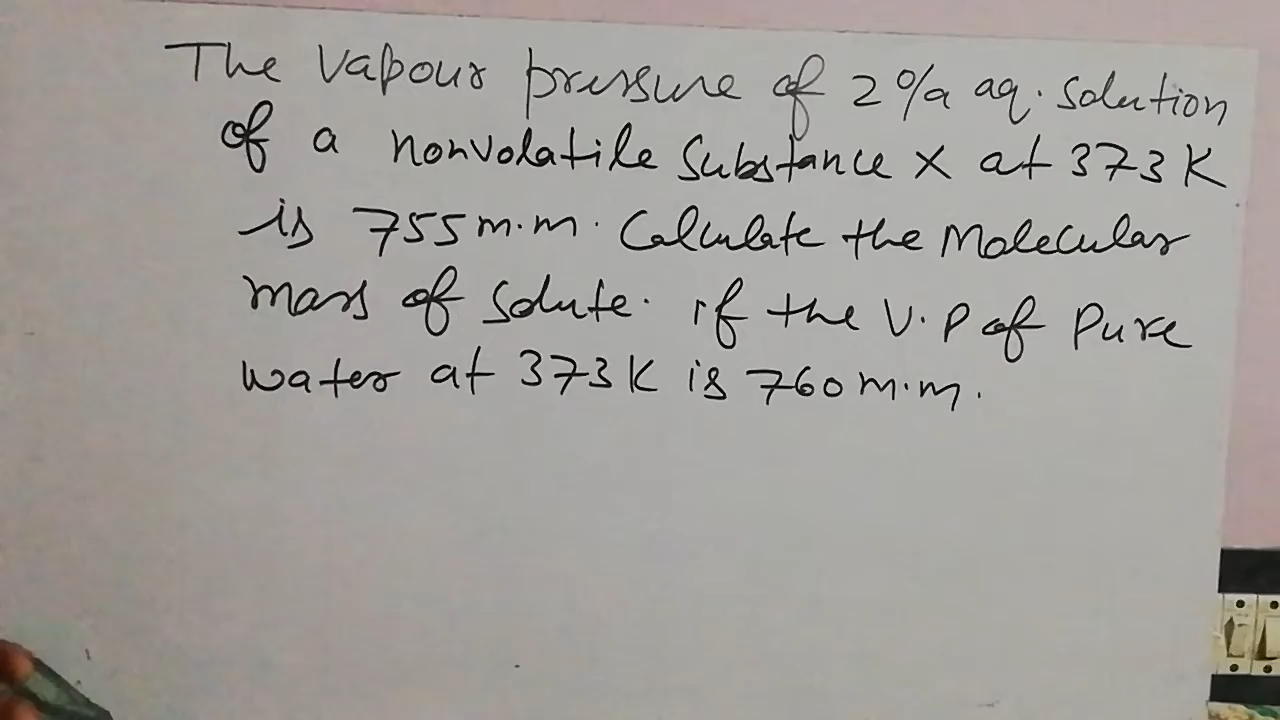 The Vapour pressure of 2% aq. solution
of a nonvolatile substance X at 373 K
is 755 m.m. Calculate the Molecular
mass of solute. if the V.P of Pure
water at 373 K is 760 m.m.